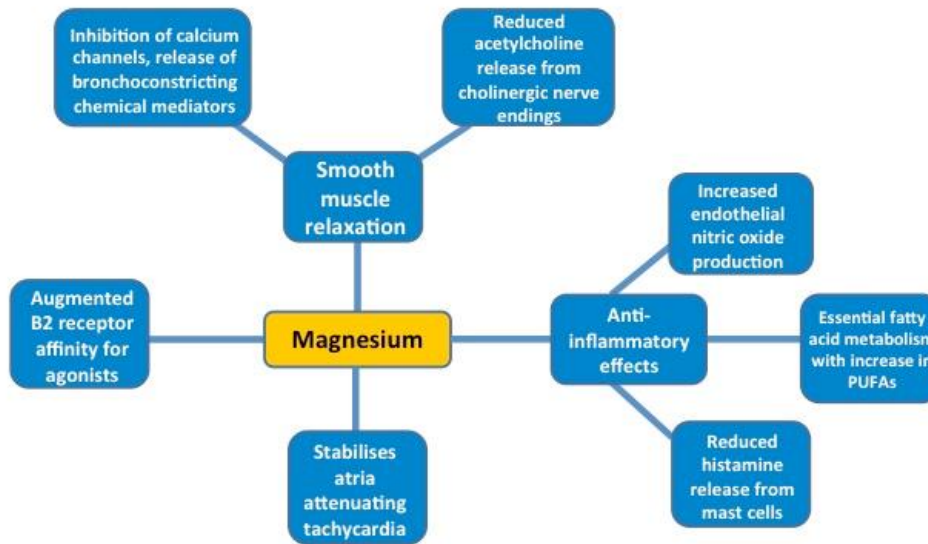 Inhibition of calcium
channels, release of
bronchoconstricting
chemical mediators
Reduced
acetylcholine
release from
cholinergic nerve
endings
Smooth
muscle
relaxation
Increased
endothelial
nitric oxide
production
Augmented
B2 receptor
affinity for
agonists
Magnesium
Anti-
inflammatory
effects
Essential fatty
acid metabolism
with increase in
PUFAs
Stabilises
atria
attenuating
tachycardia
Reduced
histamine
release from
mast cells